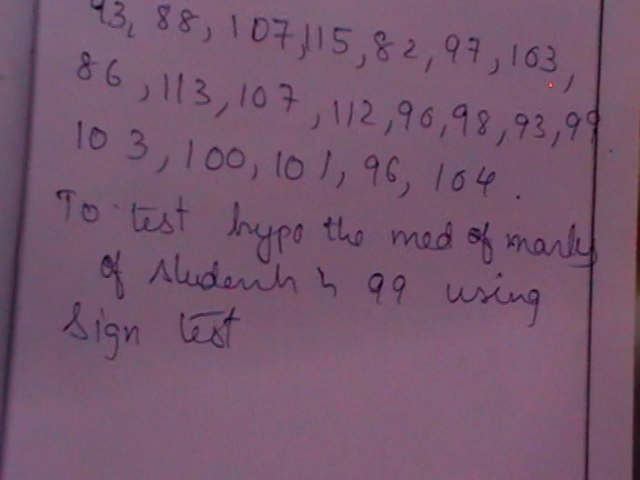 93, 88, 107, 115, 82, 97, 103,
86, 113, 107, 112, 90, 98, 93, 99
103, 100, 101, 96, 104.
To test hypo the med of marks
of students is 99 using
Sign test